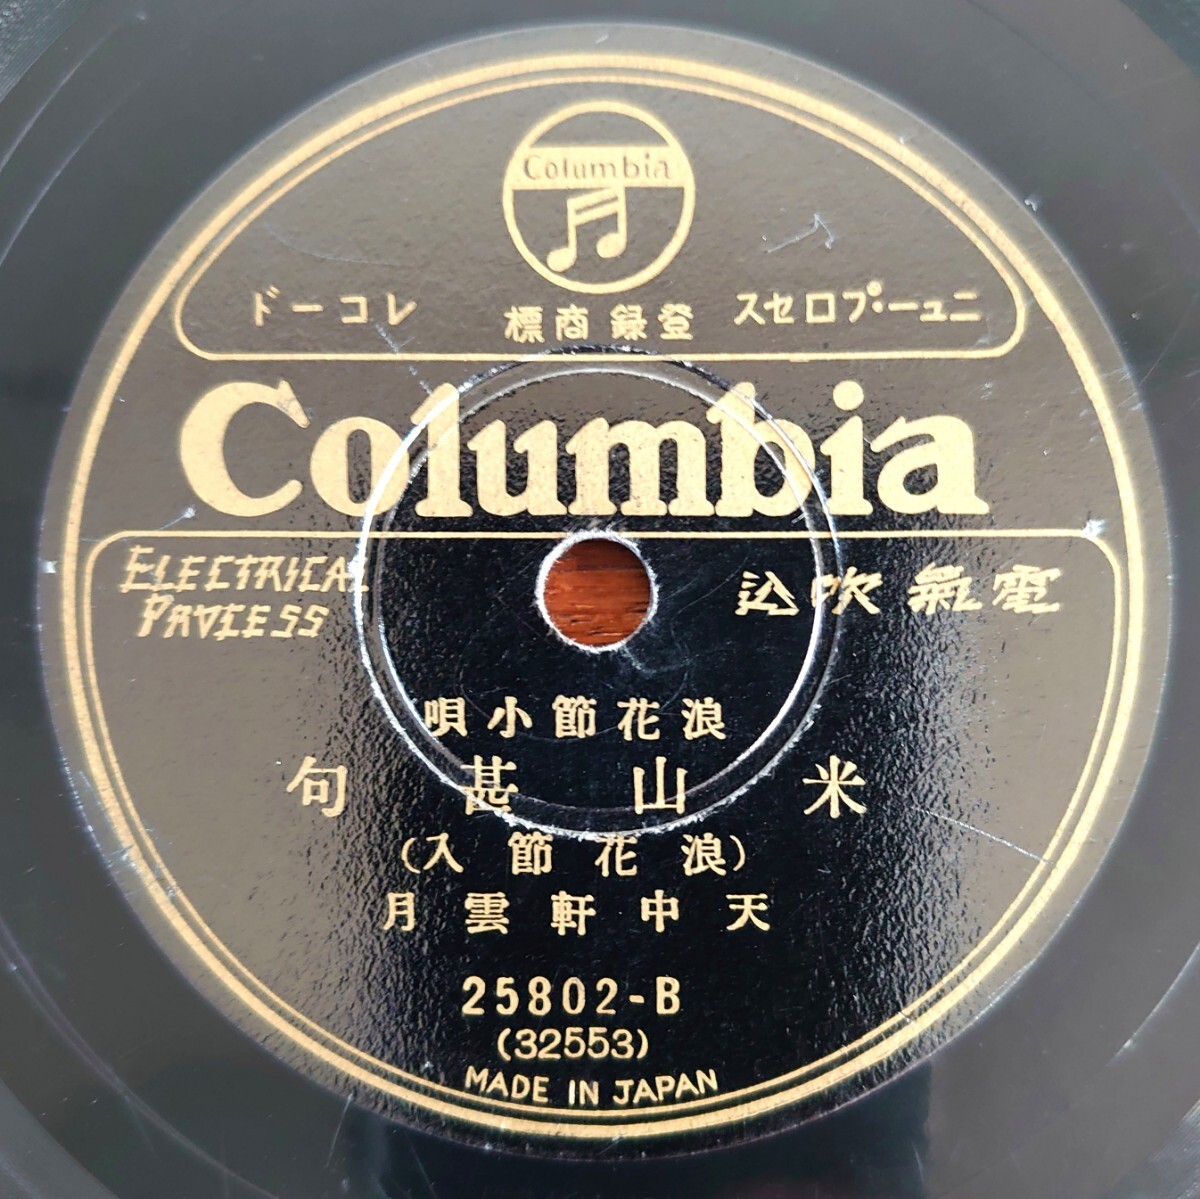 Columbia
ニュー・プロセス レコード
登録商標
Columbia
ELECTRICAL
PROCESS
電氣吹込
浪花節小唄
米山甚句
(浪花節入)
天中軒雲月
25802-B
(32553)
MADE IN JAPAN